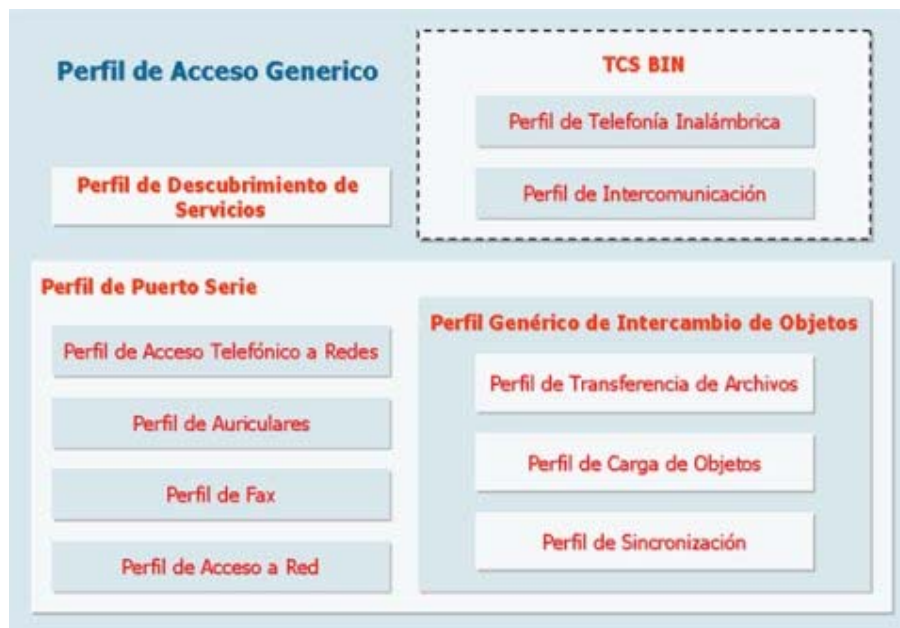 Perfil de Acceso Generico
TCS BIN
Perfil de Telefonía Inalámbrica
Perfil de Intercomunicación
Perfil de Descubrimiento de
Servicios
Perfil de Puerto Serie
Perfil de Acceso Telefónico a Redes
Perfil de Auriculares
Perfil de Fax
Perfil de Acceso a Red
Perfil Genérico de Intercambio de Objetos
Perfil de Transferencia de Archivos
Perfil de Carga de Objetos
Perfil de Sincronización